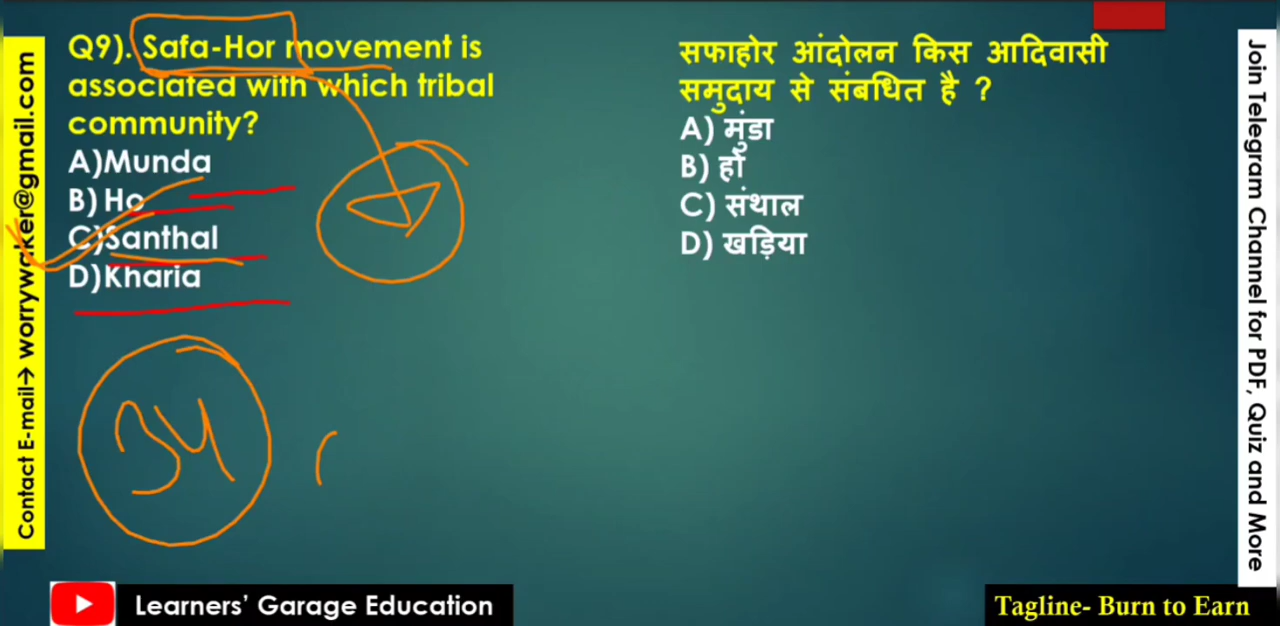 Q9). Safa-Hor movement is
associated with which tribal
community?
A)Munda
B) Ho
C)Santhal
D)Kharia
34
सफाहोर आंदोलन किस आदिवासी
समुदाय से संबधित है ?
A) मुंडा
B) हो
C) संथाल
D) खड़िया
Contact E-mail→ worrywaker@gmail.com
Join Telegram Channel for PDF, Quiz and More
Learners’ Garage Education
Tagline- Burn to Earn